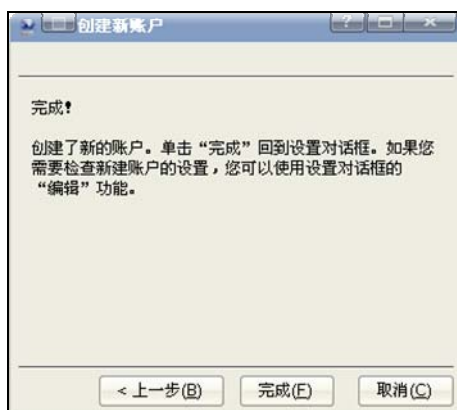 创建新账户
完成!
创建了新的账户。单击“完成”回到设置对话框。如果您
需要检查新建账户的设置，您可以使用设置对话框的
“编辑”功能。
< 上一步(B) 完成(F) 取消(C)